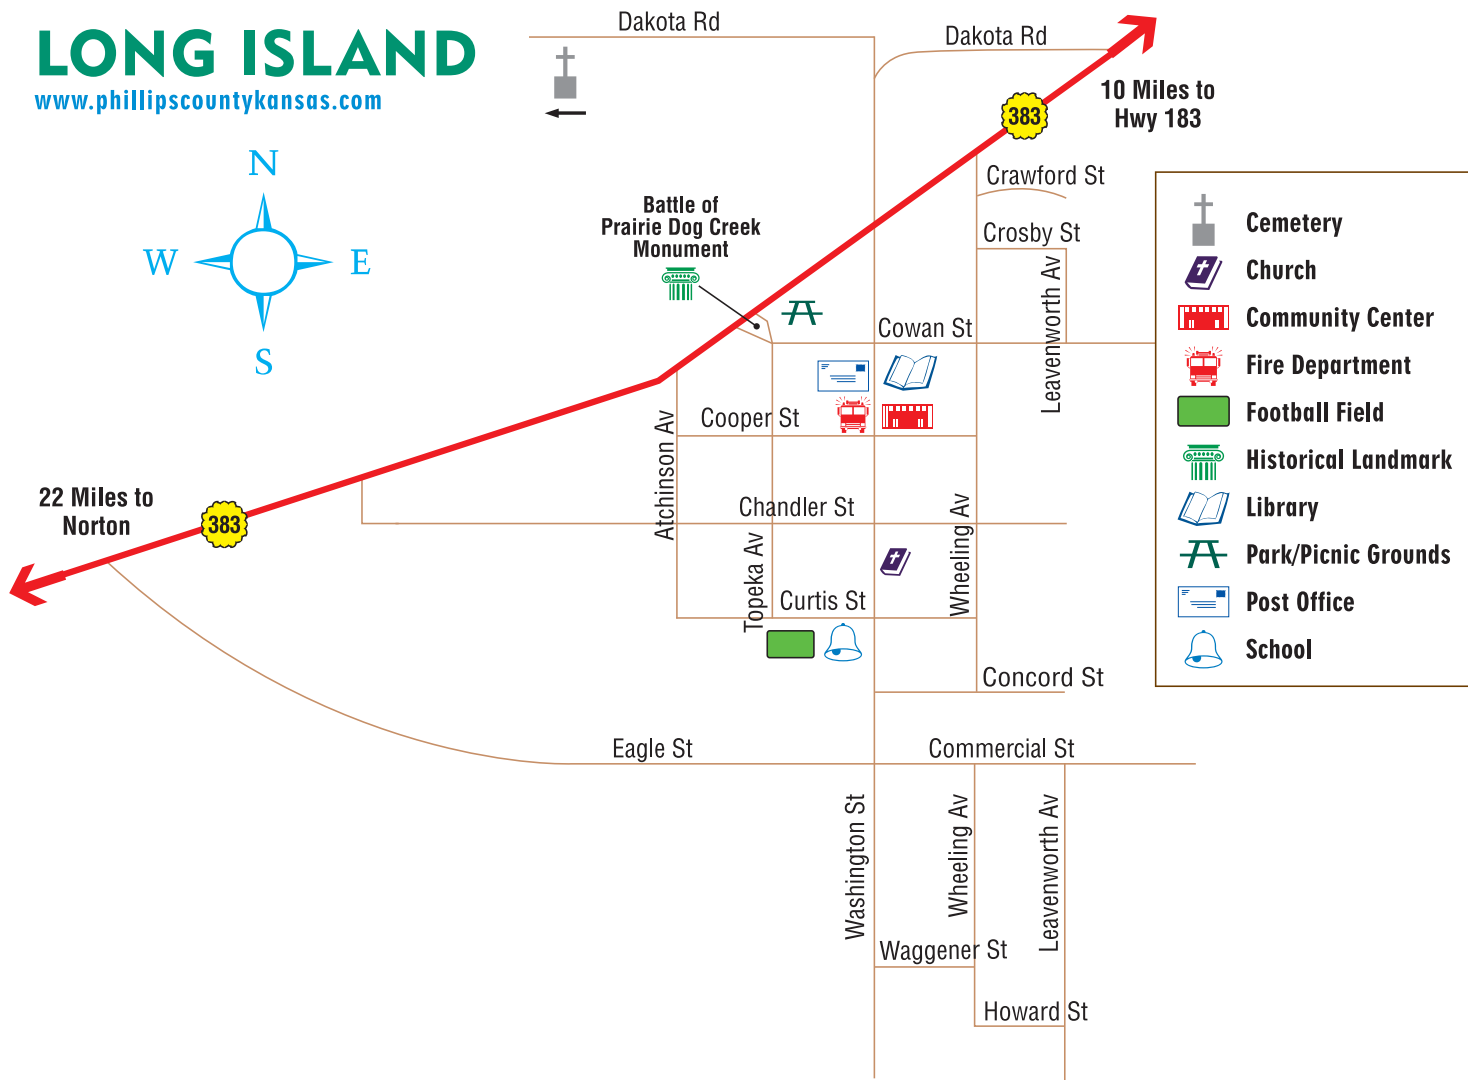 LONG ISLAND
www.phillipscountykansas.com
Dakota Rd
Dakota Rd
383
10 Miles to
Hwy 183
N
W
E
S
Battle of
Prairie Dog Creek
Monument
Crawford St
Crosby St
Leavenworth Av
Cowan St
Cooper St
Atchinson Av
22 Miles to
Norton
383
Chandler St
Topeka Av
Wheeling Av
Curtis St
Concord St
Eagle St
Commercial St
Washington St
Wheeling Av
Leavenworth Av
Waggener St
Howard St
Cemetery
Church
Community Center
Fire Department
Football Field
Historical Landmark
Library
Park/Picnic Grounds
Post Office
School